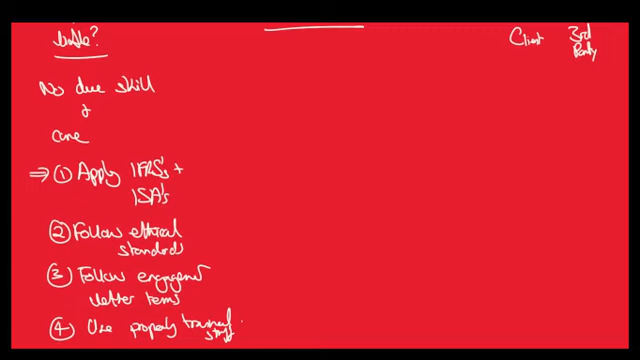 liable?
Client 3rd
Party
No due skill
&
care
⇒ ① Apply IFRS's +
ISA's
② Follow ethical
standards
③ Follow engagement
letter terms
④ Use properly trained
staff